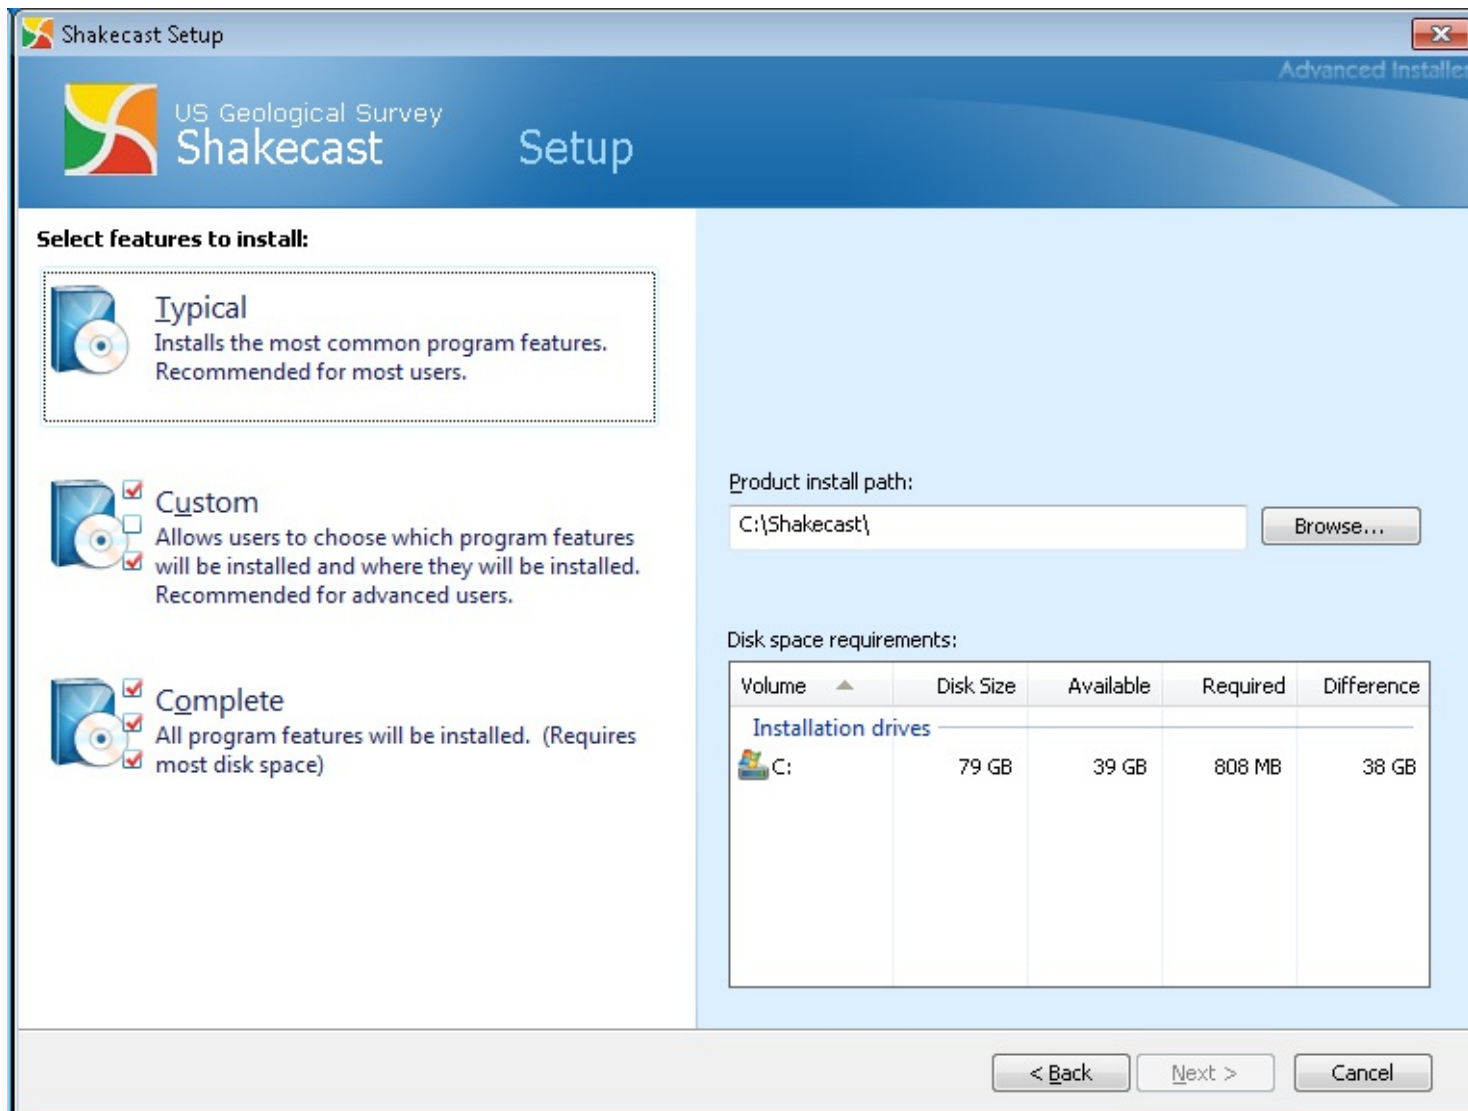 Shakecast Setup
Advanced Installer
US Geological Survey
Shakecast Setup
Select features to install:
Typical
Installs the most common program features.
Recommended for most users.
Custom
Allows users to choose which program features
will be installed and where they will be installed.
Recommended for advanced users.
Complete
All program features will be installed. (Requires
most disk space)
Product install path:
C:\Shakecast\ Browse...
Disk space requirements:
Volume Disk Size Available Required Difference
Installation drives
C: 79 GB 39 GB 808 MB 38 GB
< Back Next > Cancel